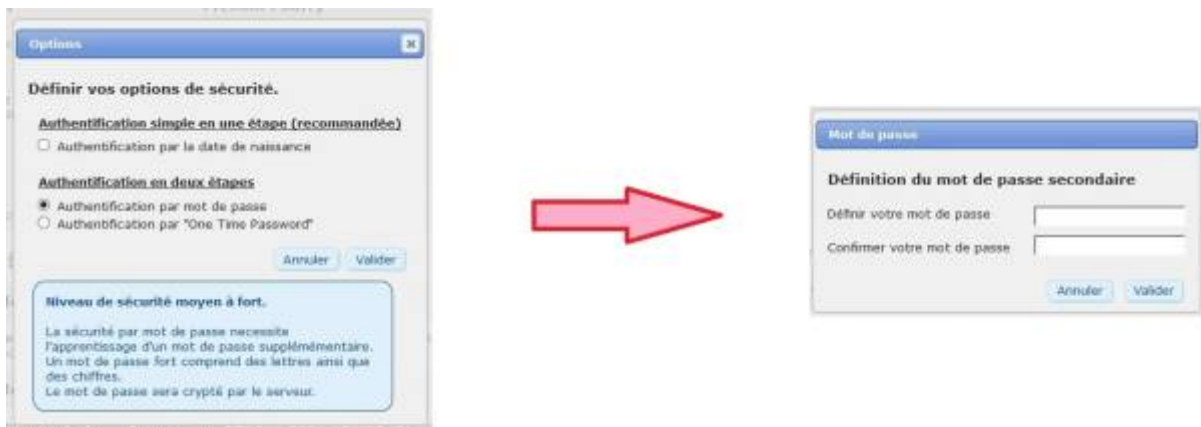 Options
Définir vos options de sécurité.
Authentification simple en une étape (recommandée)
Authentification par la date de naissance
Authentification en deux étapes
Authentification par mot de passe
Authentification par "One Time Password"
Annuler
Valider
Niveau de sécurité moyen à fort.
La sécurité par mot de passe necessite
l'apprentissage d'un mot de passe supplémémentaire.
Un mot de passe fort comprend des lettres ainsi que
des chiffres.
Le mot de passe sera crypté par le serveur.
Mot de passe
Définition du mot de passe secondaire
Définir votre mot de passe
Confirmer votre mot de passe
Annuler
Valider